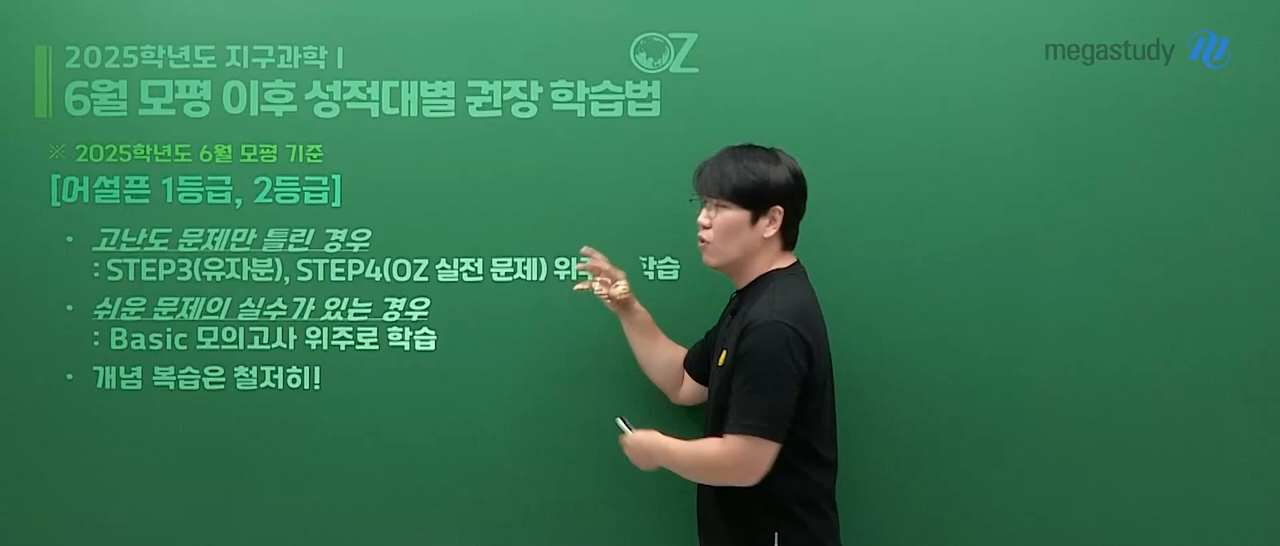 2025학년도 지구과학 I
OZ
megastudy
6월 모평 이후 성적대별 권장 학습법
※ 2025학년도 6월 모평 기준
[어설픈 1등급, 2등급]
· 고난도 문제만 틀린 경우
: STEP3(유자분), STEP4(OZ 실전 문제) 학습
· 쉬운 문제의 실수가 있는 경우
: Basic 모의고사 위주로 학습
· 개념 복습은 철저히!